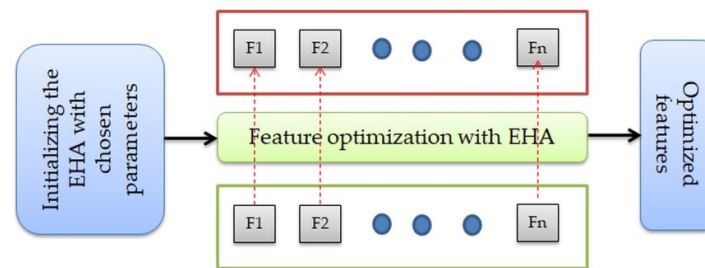 Initializing the
EHA with
chosen
parameters
F1 F2 Fn
Feature optimization with EHA
F1 F2 Fn
Optimized
features